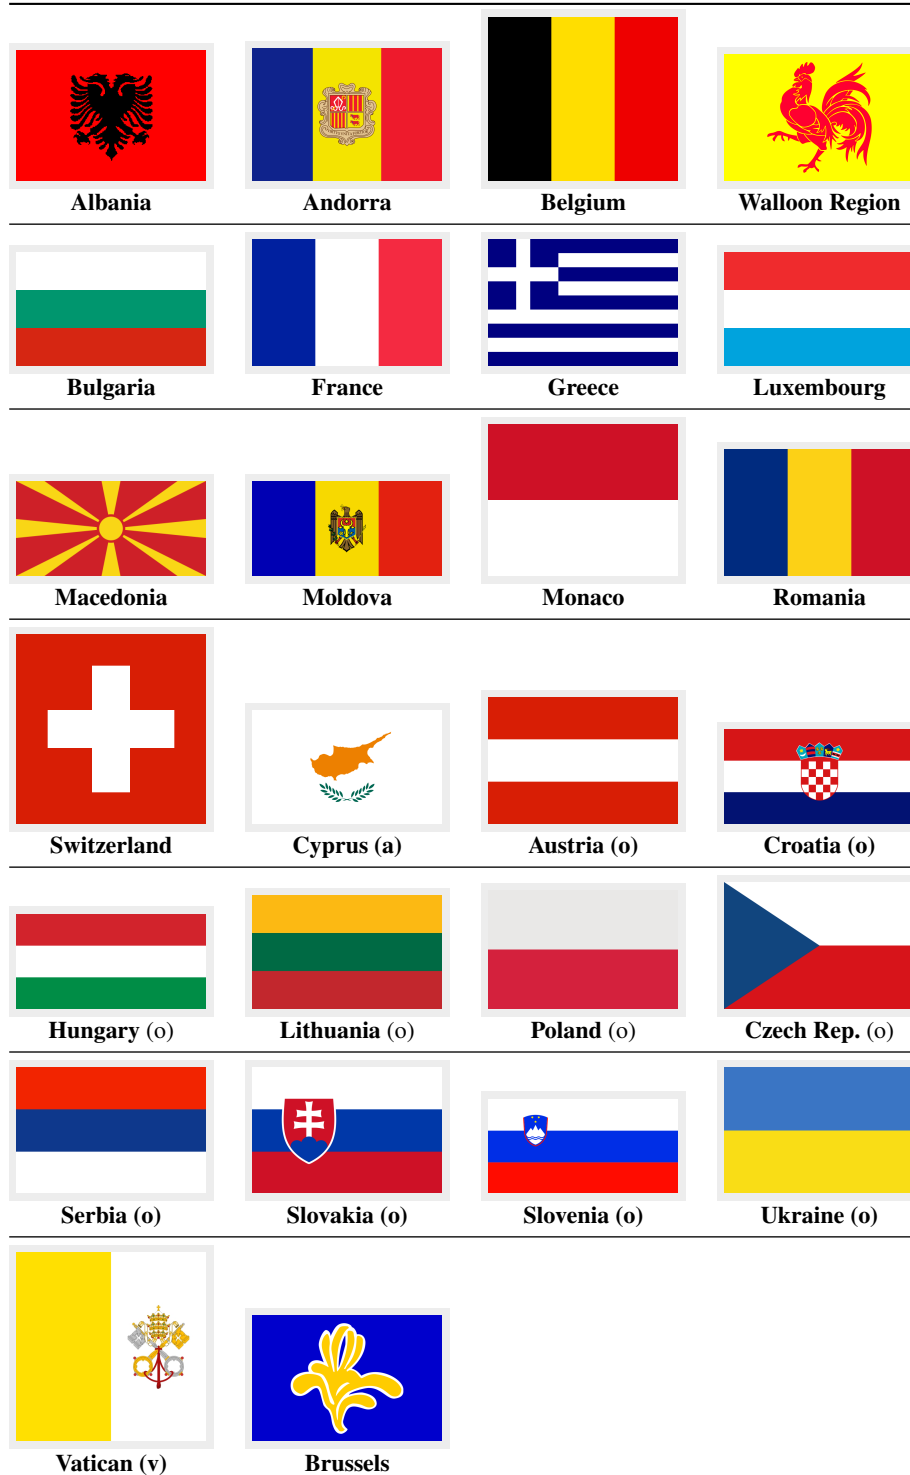 Albania Andorra Belgium Walloon Region
Bulgaria France Greece Luxembourg
Macedonia Moldova Monaco Romania
Switzerland Cyprus (a) Austria (o) Croatia (o)
Hungary (o) Lithuania (o) Poland (o) Czech Rep. (o)
Serbia (o) Slovakia (o) Slovenia (o) Ukraine (o)
Vatican (v) Brussels